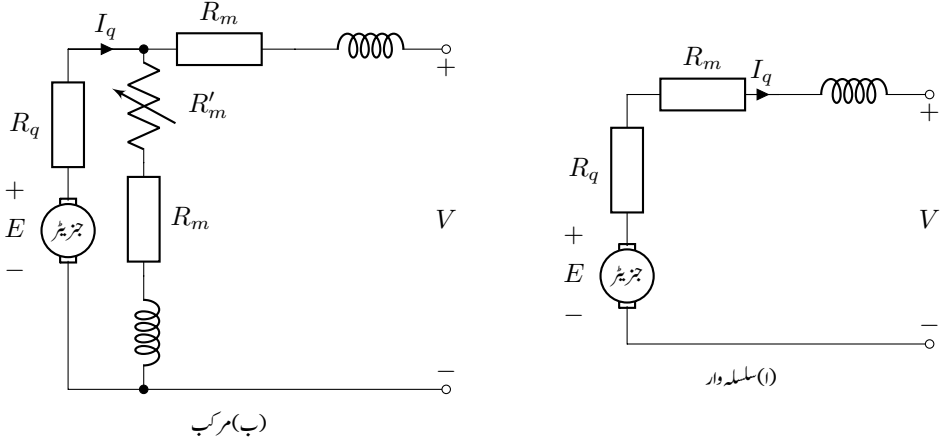 I_q
R_m
R'_m
+
R_q
+
R_m
E
جنریٹر
V
−
−
(ب) مرکب
R_m
I_q
+
R_q
+
V
E
جنریٹر
−
−
(ا) سلسلہ وار